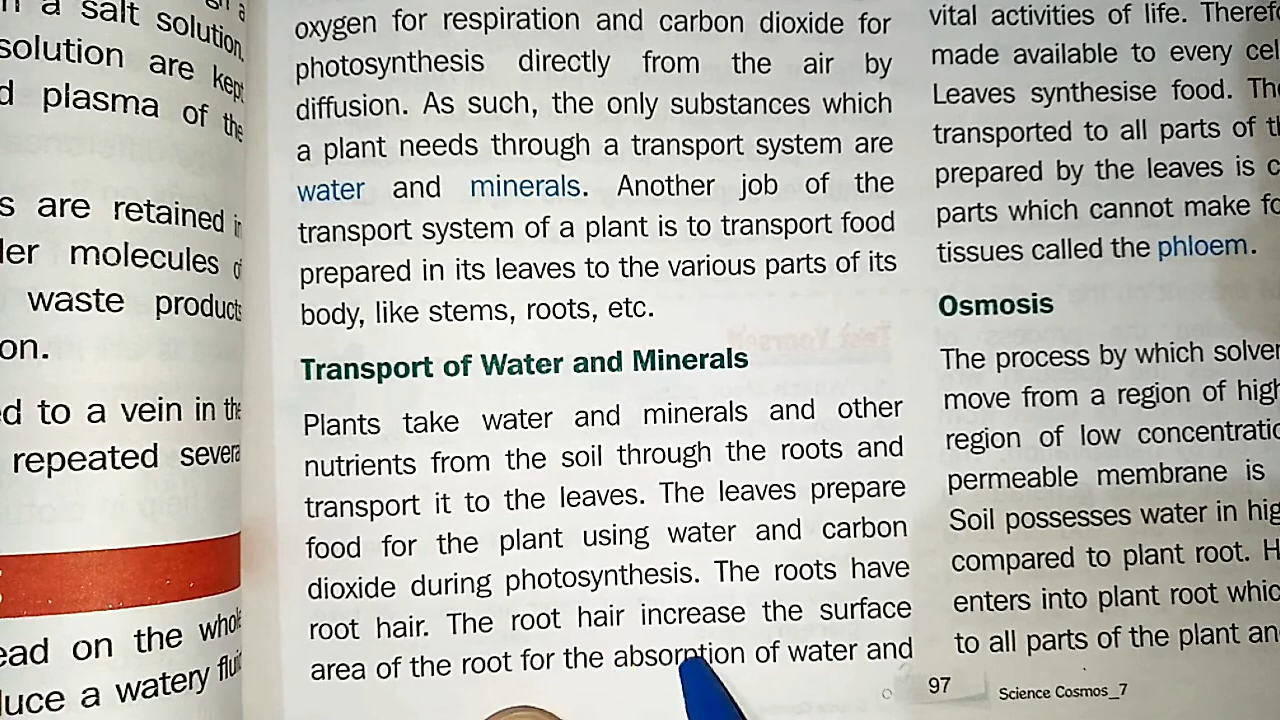 n a salt solution,
solution are kept
d plasma of the
s are retained in
ler molecules of
waste products
on.
ed to a vein in the
repeated severa
ead on the whole
luce a watery fluid
oxygen for respiration and carbon dioxide for
photosynthesis directly from the air by
diffusion. As such, the only substances which
a plant needs through a transport system are
water and minerals. Another job of the
transport system of a plant is to transport food
prepared in its leaves to the various parts of its
body, like stems, roots, etc.
Transport of Water and Minerals
Plants take water and minerals and other
nutrients from the soil through the roots and
transport it to the leaves. The leaves prepare
food for the plant using water and carbon
dioxide during photosynthesis. The roots have
root hair. The root hair increase the surface
area of the root for the absorption of water and
vital activities of life. Theref
made available to every cel
Leaves synthesise food. The
transported to all parts of t
prepared by the leaves is c
parts which cannot make fo
tissues called the phloem.
Osmosis
The process by which solven
move from a region of high
region of low concentratio
permeable membrane is
Soil possesses water in hig
compared to plant root. H
enters into plant root whic
to all parts of the plant an
97
Science Cosmos_7